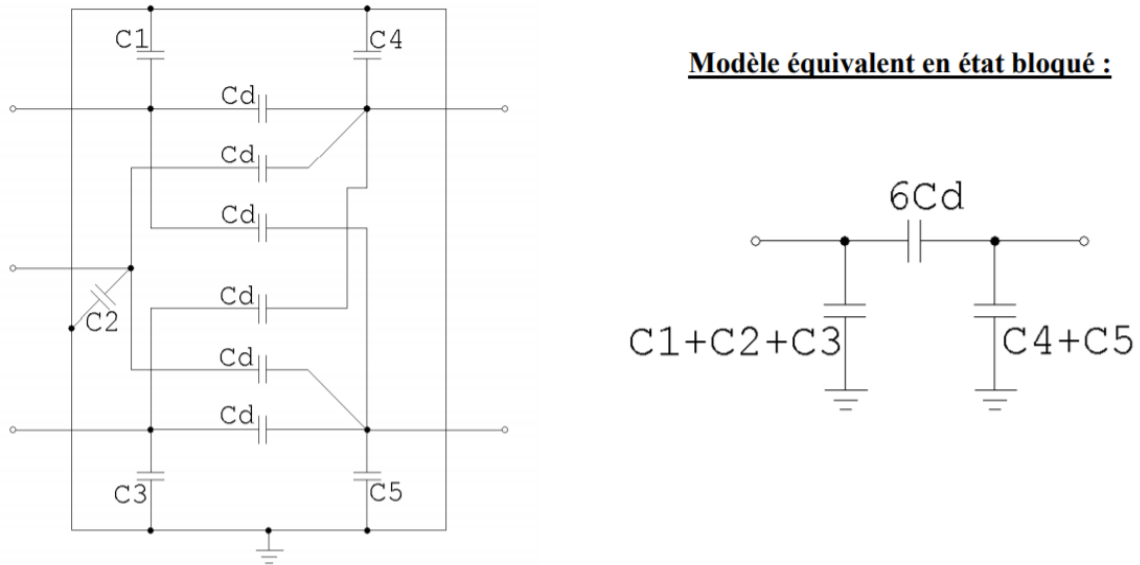 C1
C4
Cd
Cd
Cd
C2
Cd
Cd
Cd
C3
C5
Modèle équivalent en état bloqué :
6Cd
C1+C2+C3
C4+C5